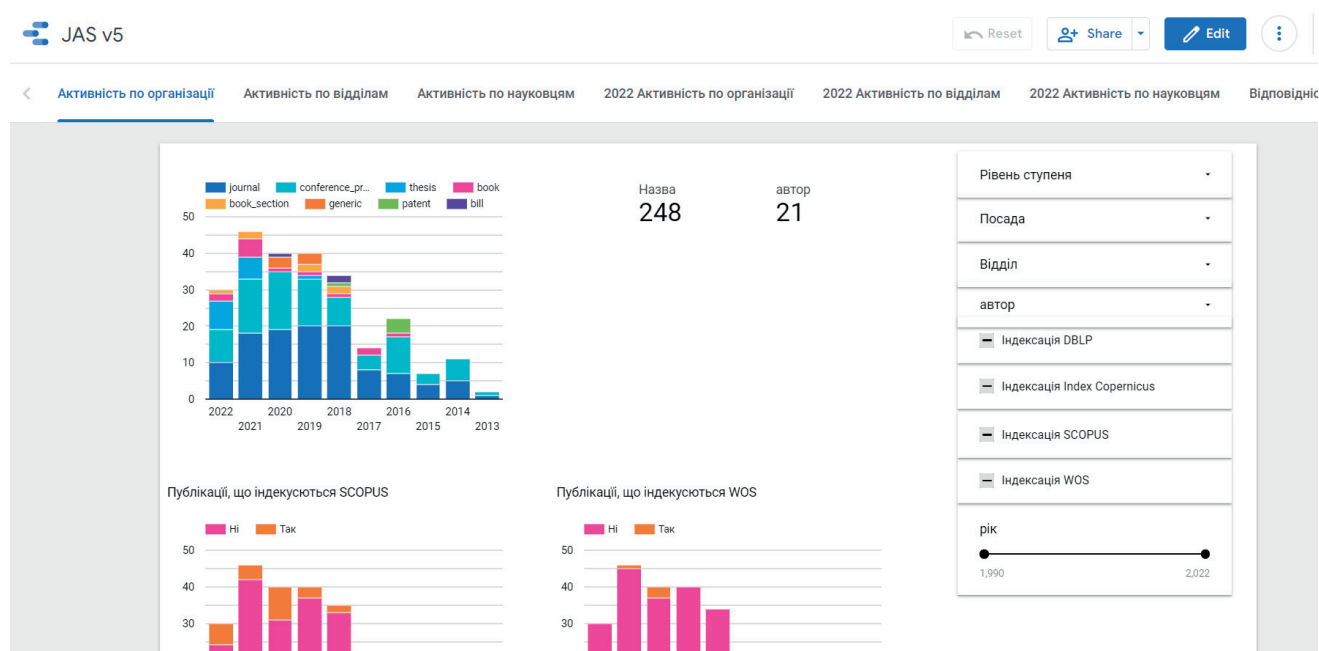 JAS v5
Reset
Share
Edit
Активність по організації
Активність по відділам
Активність по науковцям
2022 Активність по організації
2022 Активність по відділам
2022 Активність по науковцям
Відповідніс
journal conference_pr... thesis book
book_section generic patent bill
50
40
30
20
10
0
2022 2020 2018 2016 2014
2021 2019 2017 2015 2013
Назва
248
автор
21
Рівень ступеня
Посада
Відділ
автор
Індексація DBLP
Індексація Index Copernicus
Індексація SCOPUS
Індексація WOS
рік
1,990 2,022
Публікації, що індекусються SCOPUS
Ні Так
50
40
30
Публікації, що індекусються WOS
Ні Так
50
40
30